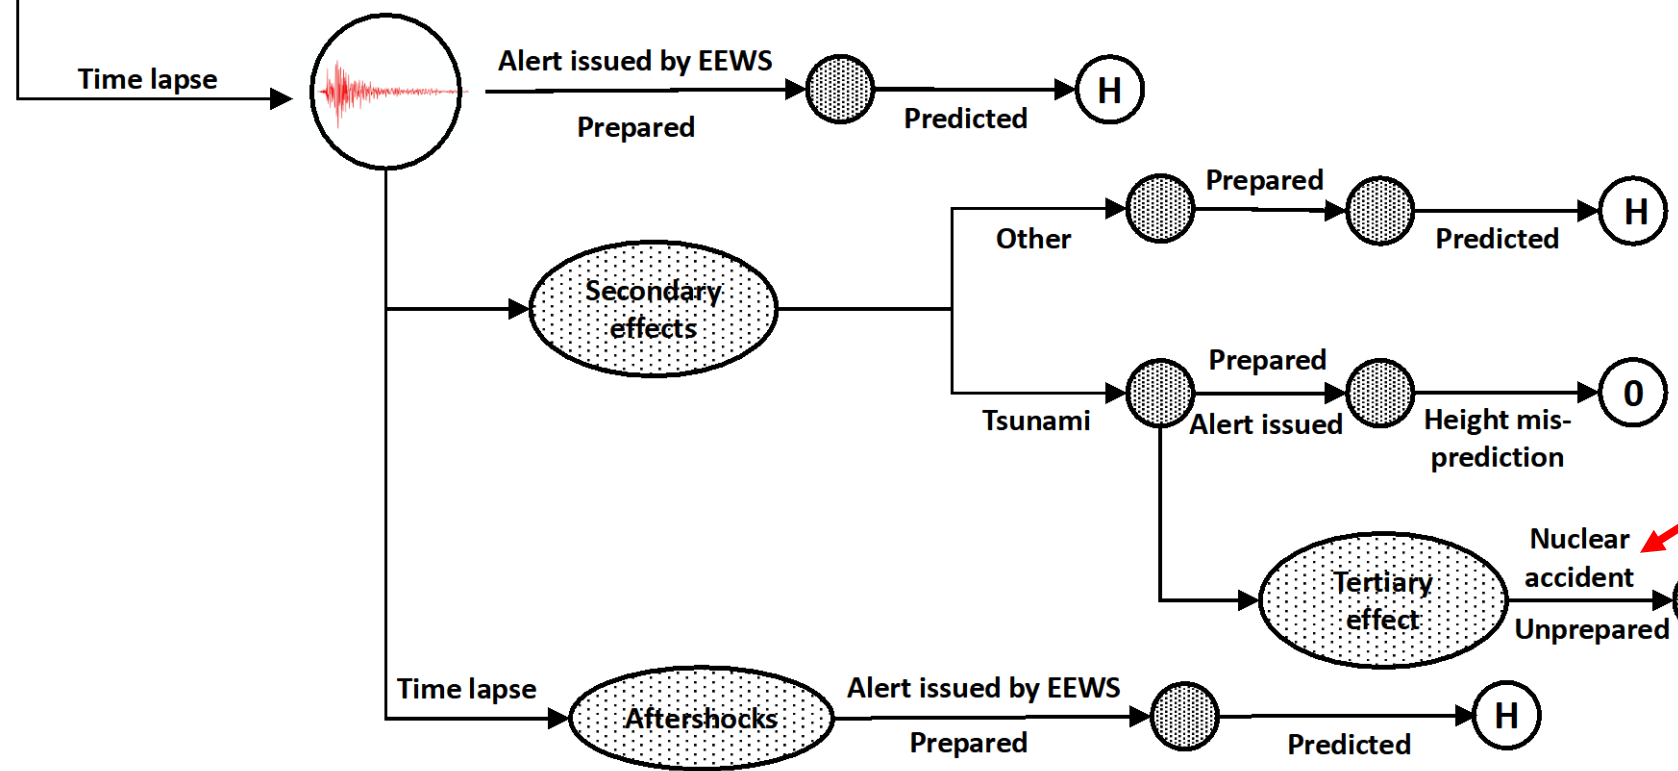 Time lapse
Alert issued by EEWS
Prepared
Predicted
H
Prepared
Other
Predicted
H
Secondary
effects
Prepared
Tsunami
Alert issued
Height mis-
prediction
0
Nuclear
accident
Tertiary
effect
Unprepared
Time lapse
Aftershocks
Alert issued by EEWS
Prepared
Predicted
H